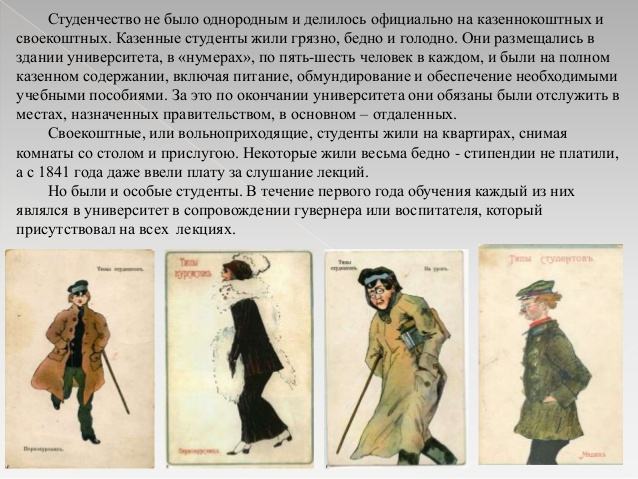 Студенчество не было однородным и делилось официально на казеннокоштных и
своекоштных. Казенные студенты жили грязно, бедно и голодно. Они размещались в
здании университета, в «нумерах», по пять-шесть человек в каждом, и были на полном
казенном содержании, включая питание, обмундирование и обеспечение необходимыми
учебными пособиями. За это по окончании университета они обязаны были отслужить в
местах, назначенных правительством, в основном – отдаленных.
Своекоштные, или вольноприходящие, студенты жили на квартирах, снимая
комнаты со столом и прислугою. Некоторые жили весьма бедно - стипендии не платили,
а с 1841 года даже ввели плату за слушание лекций.
Но были и особые студенты. В течение первого года обучения каждый из них
являлся в университет в сопровождении гувернера или воспитателя, который
присутствовал на всех лекциях.
Типы студентовъ.
Первокурсникъ.
Типы
курсистокъ
Первокурсница
Типы
студентовъ.
На урокъ.
Типы студентовъ
Медикъ